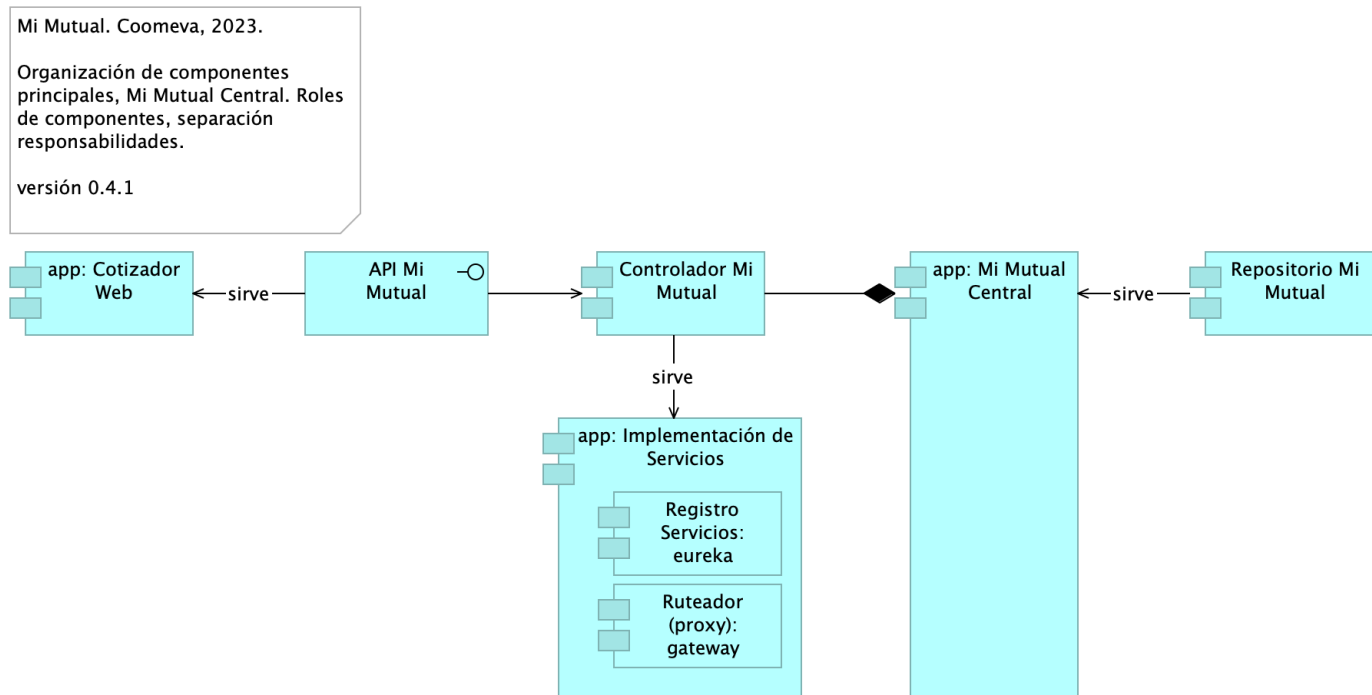 Mi Mutual. Coomeva, 2023.
Organización de componentes
principales, Mi Mutual Central. Roles
de componentes, separación
responsabilidades.
versión 0.4.1
app: Cotizador
Web
sirve
API Mi
Mutual
Controlador Mi
Mutual
app: Mi Mutual
Central
sirve
Repositorio Mi
Mutual
sirve
app: Implementación de
Servicios
Registro
Servicios:
eureka
Ruteador
(proxy):
gateway